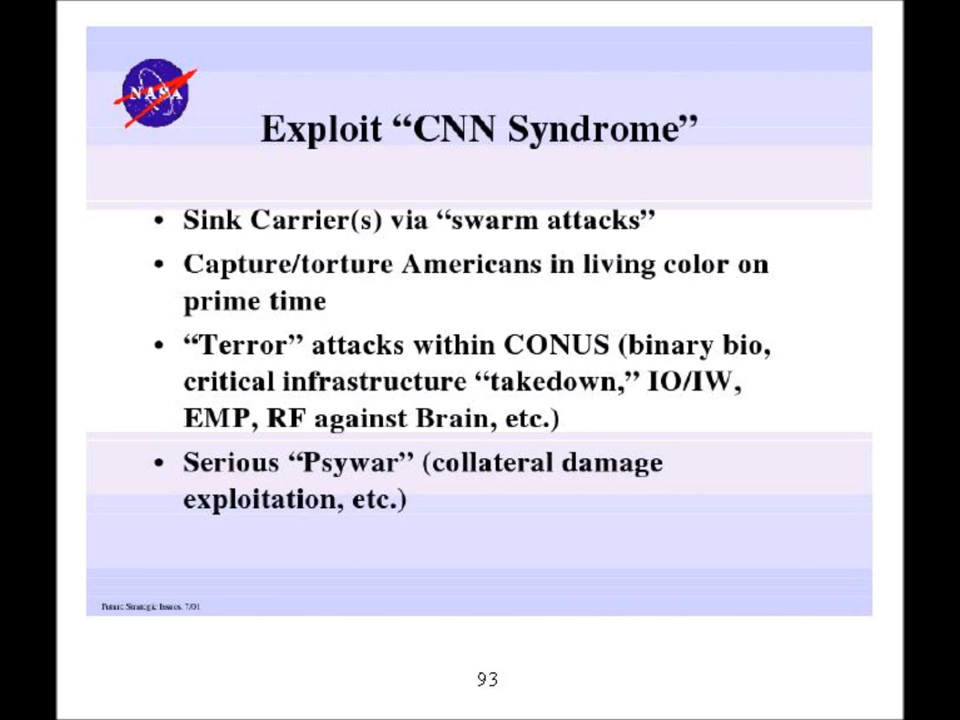 NASA
Exploit “CNN Syndrome”
• Sink Carrier(s) via “swarm attacks”
• Capture/torture Americans in living color on
prime time
• “Terror” attacks within CONUS (binary bio,
critical infrastructure “takedown,” IO/IW,
EMP, RF against Brain, etc.)
• Serious “Psywar” (collateral damage
exploitation, etc.)
Future Strategic Issues, 7/01
93